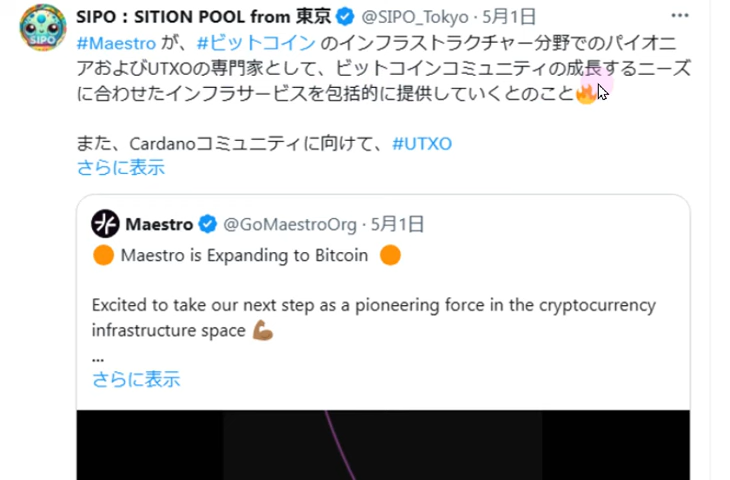 SIPO：SITION POOL from 東京 @SIPO_Tokyo · 5月1日 ...
#Maestro が、#ビットコイン のインフラストラクチャー分野でのパイオニ
アおよびUTXOの専門家として、ビットコインコミュニティの成長するニーズ
に合わせたインフラサービスを包括的に提供していくとのこと🔥
また、Cardanoコミュニティに向けて、#UTXO
さらに表示
Maestro @GoMaestroOrg · 5月1日
🟠 Maestro is Expanding to Bitcoin 🟠
Excited to take our next step as a pioneering force in the cryptocurrency
infrastructure space 💪🏾
...
さらに表示
SIPO